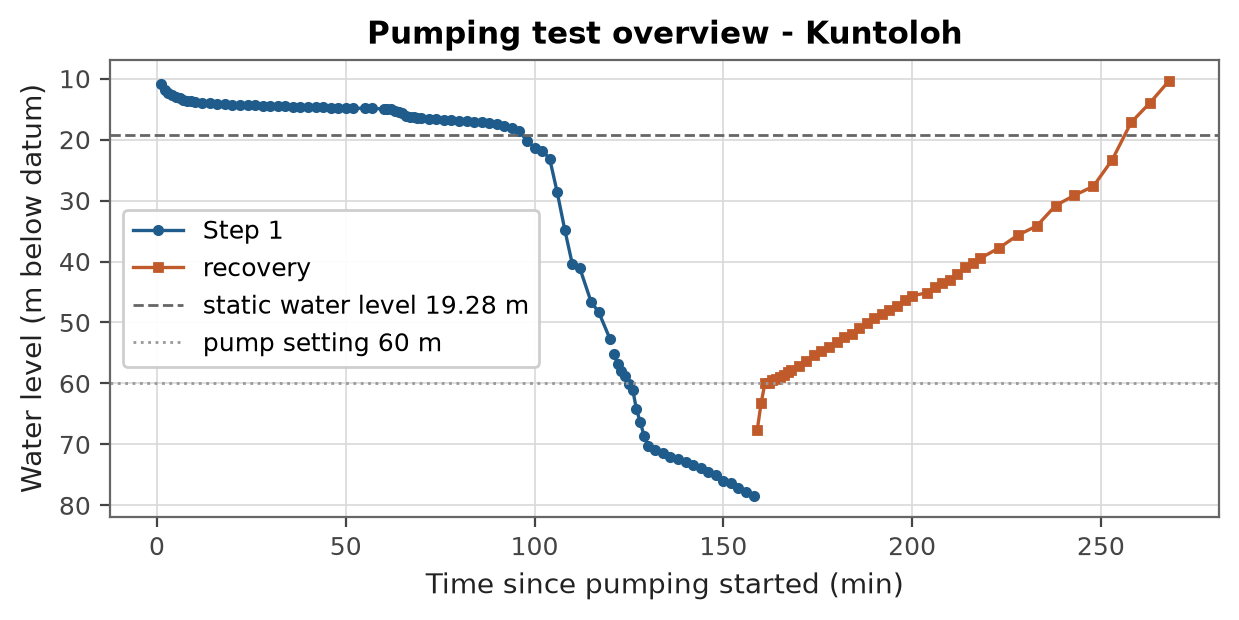 Pumping test overview - Kuntoloh
Water level (m below datum)
10
20
30
40
50
60
70
80
Step 1
recovery
static water level 19.28 m
pump setting 60 m
0 50 100 150 200 250
Time since pumping started (min)